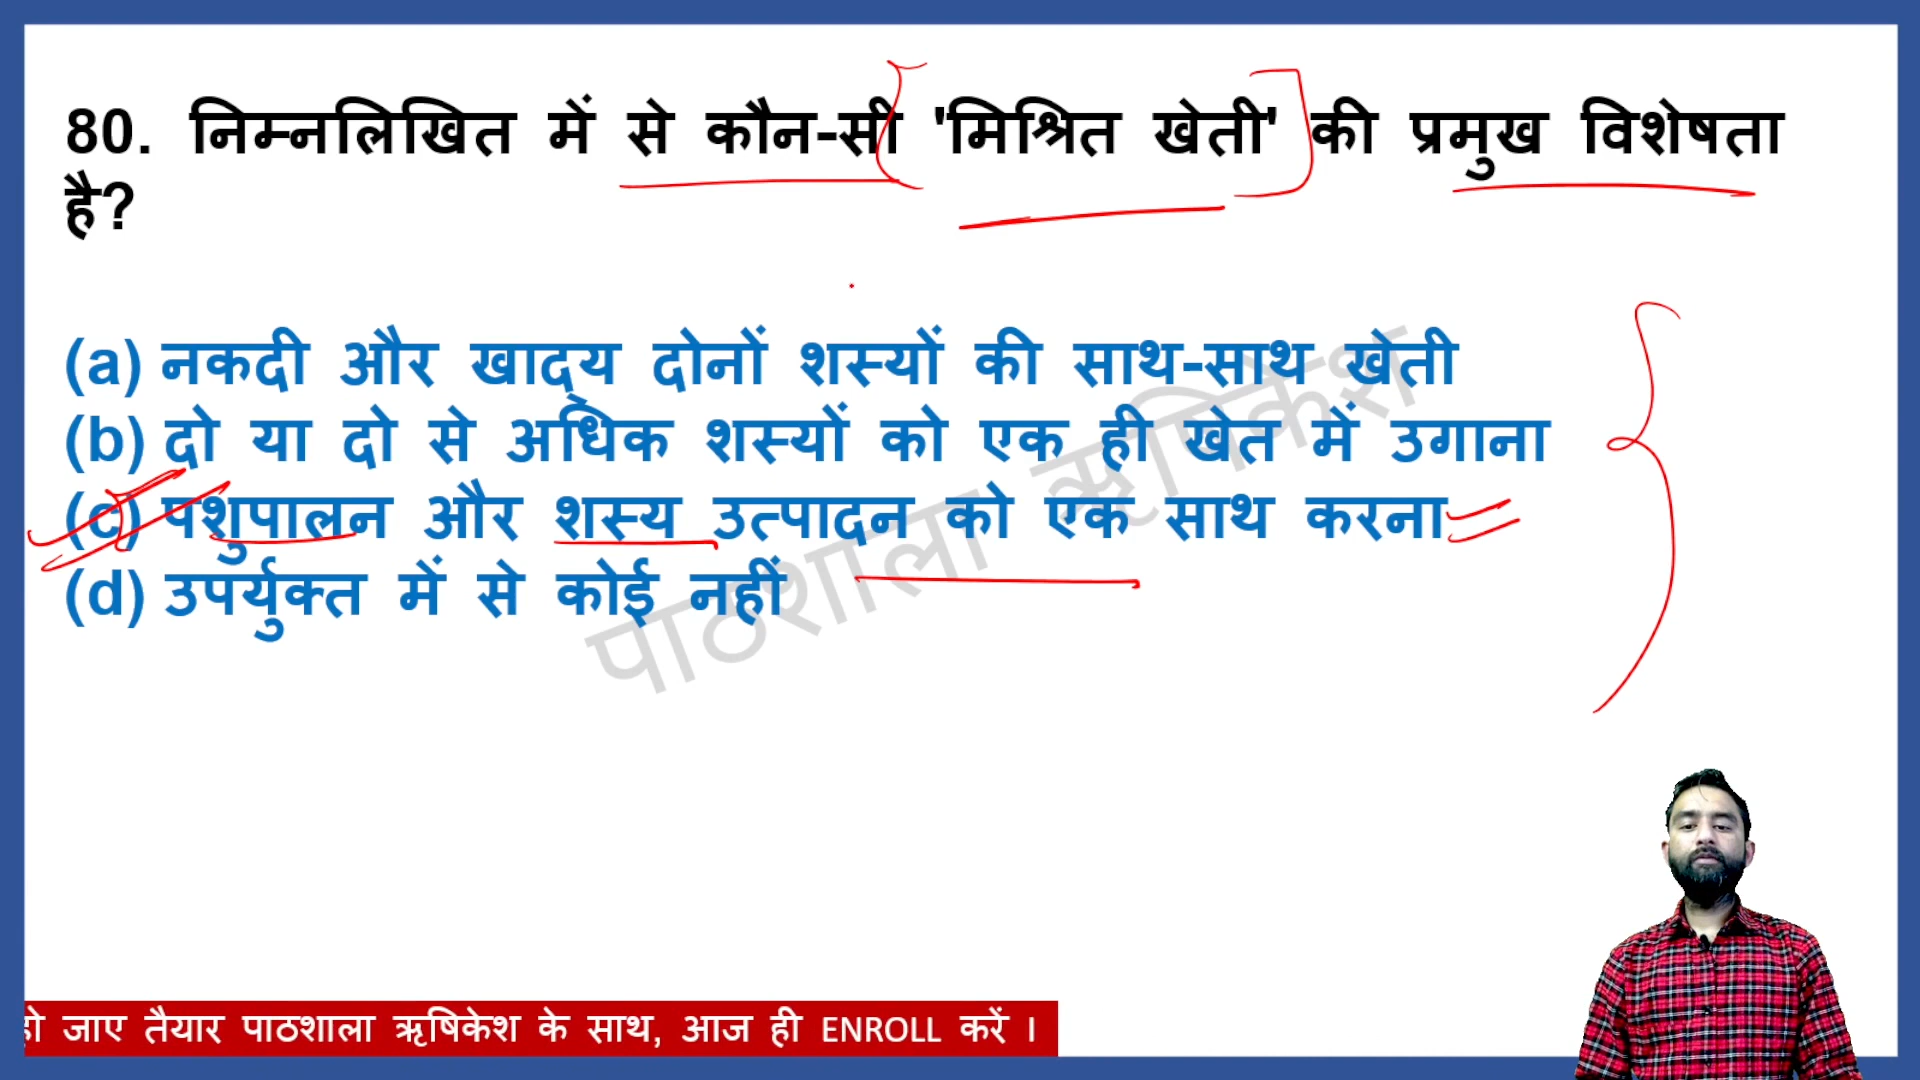 80. निम्नलिखित में से कौन-सी 'मिश्रित खेती' की प्रमुख विशेषता
है?
(a) नकदी और खाद्य दोनों शस्यों की साथ-साथ खेती
(b) दो या दो से अधिक शस्यों को एक ही खेत में उगाना
(c) पशुपालन और शस्य उत्पादन को एक साथ करना
(d) उपर्युक्त में से कोई नहीं
पाठशाला ऋषिकेश
हो जाए तैयार पाठशाला ऋषिकेश के साथ, आज ही ENROLL करें ।